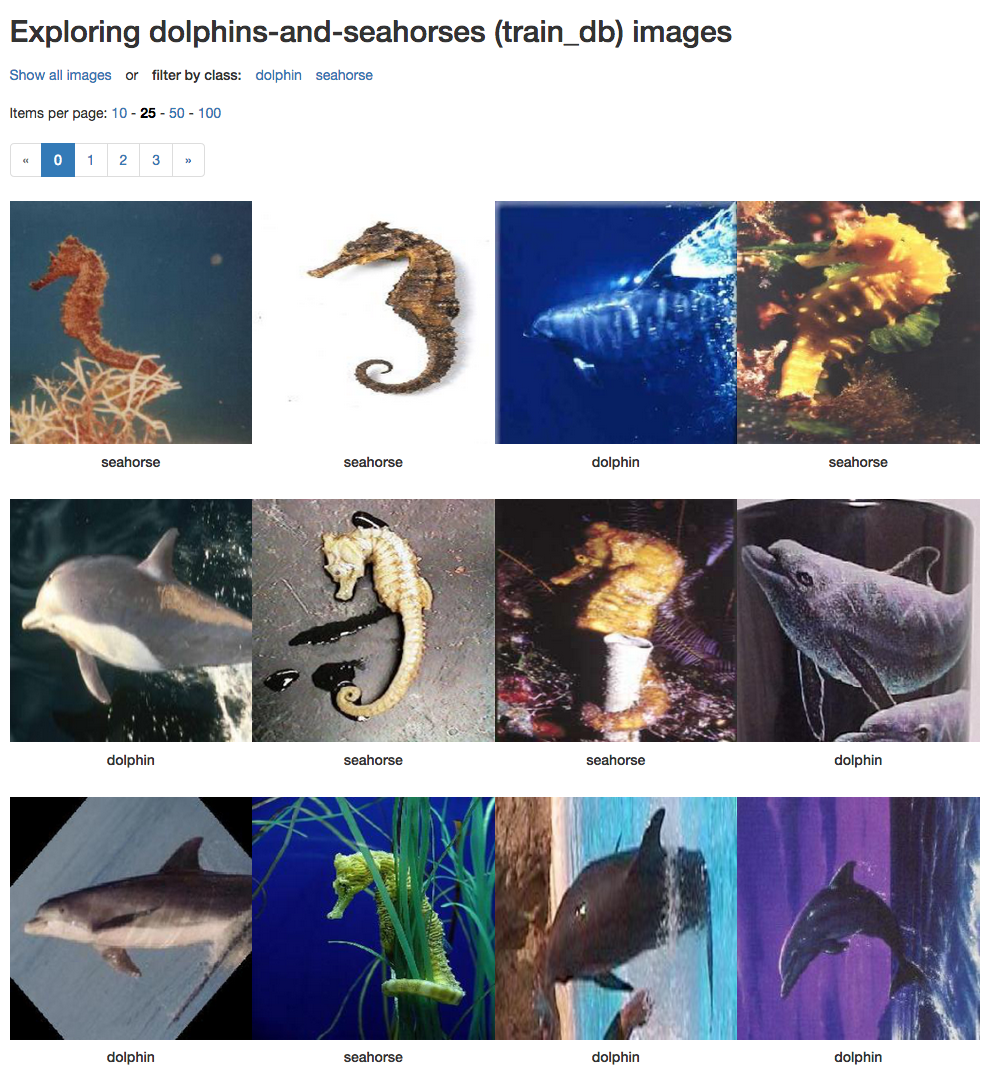 Exploring dolphins-and-seahorses (train_db) images
Show all images or filter by class: dolphin seahorse
Items per page: 10 - 25 - 50 - 100
« 0 1 2 3 »
seahorse seahorse dolphin seahorse
dolphin seahorse seahorse dolphin
dolphin seahorse dolphin dolphin